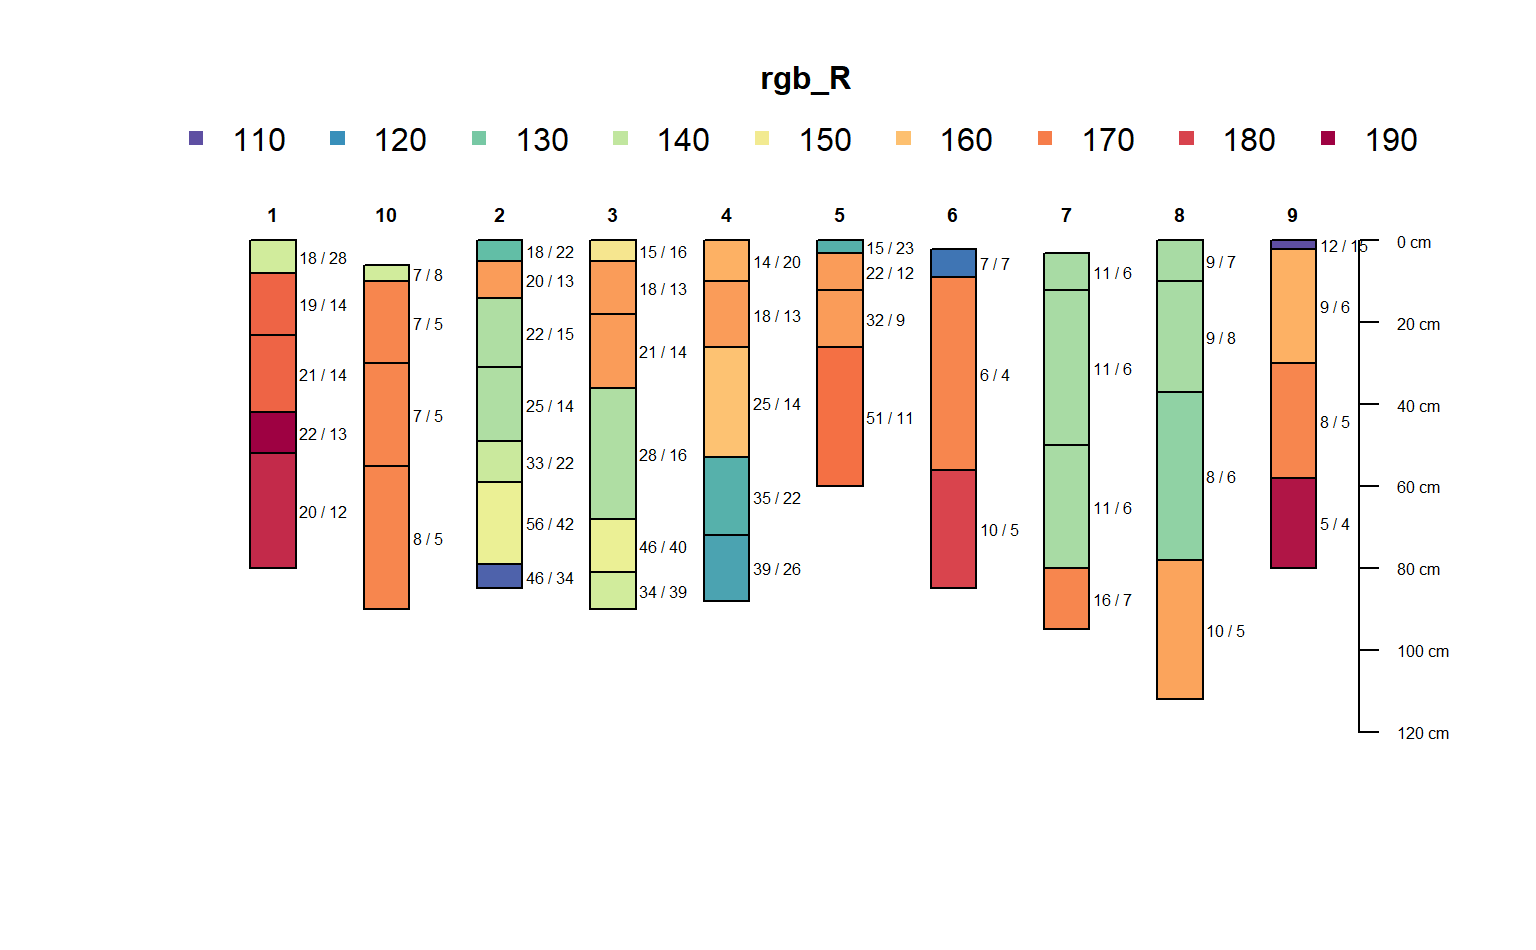 rgb_R
110 120 130 140 150 160 170 180 190
1 10 2 3 4 5 6 7 8 9
18 / 28
19 / 14
21 / 14
22 / 13
20 / 12
7 / 8
7 / 5
7 / 5
8 / 5
18 / 22
20 / 13
22 / 15
25 / 14
33 / 22
56 / 42
46 / 34
15 / 16
18 / 13
21 / 14
28 / 16
46 / 40
34 / 39
14 / 20
18 / 13
25 / 14
35 / 22
39 / 26
15 / 23
22 / 12
32 / 9
51 / 11
7 / 7
6 / 4
10 / 5
11 / 6
11 / 6
11 / 6
16 / 7
9 / 7
9 / 8
8 / 6
10 / 5
12 / 15
9 / 6
8 / 5
5 / 4
0 cm
20 cm
40 cm
60 cm
80 cm
100 cm
120 cm